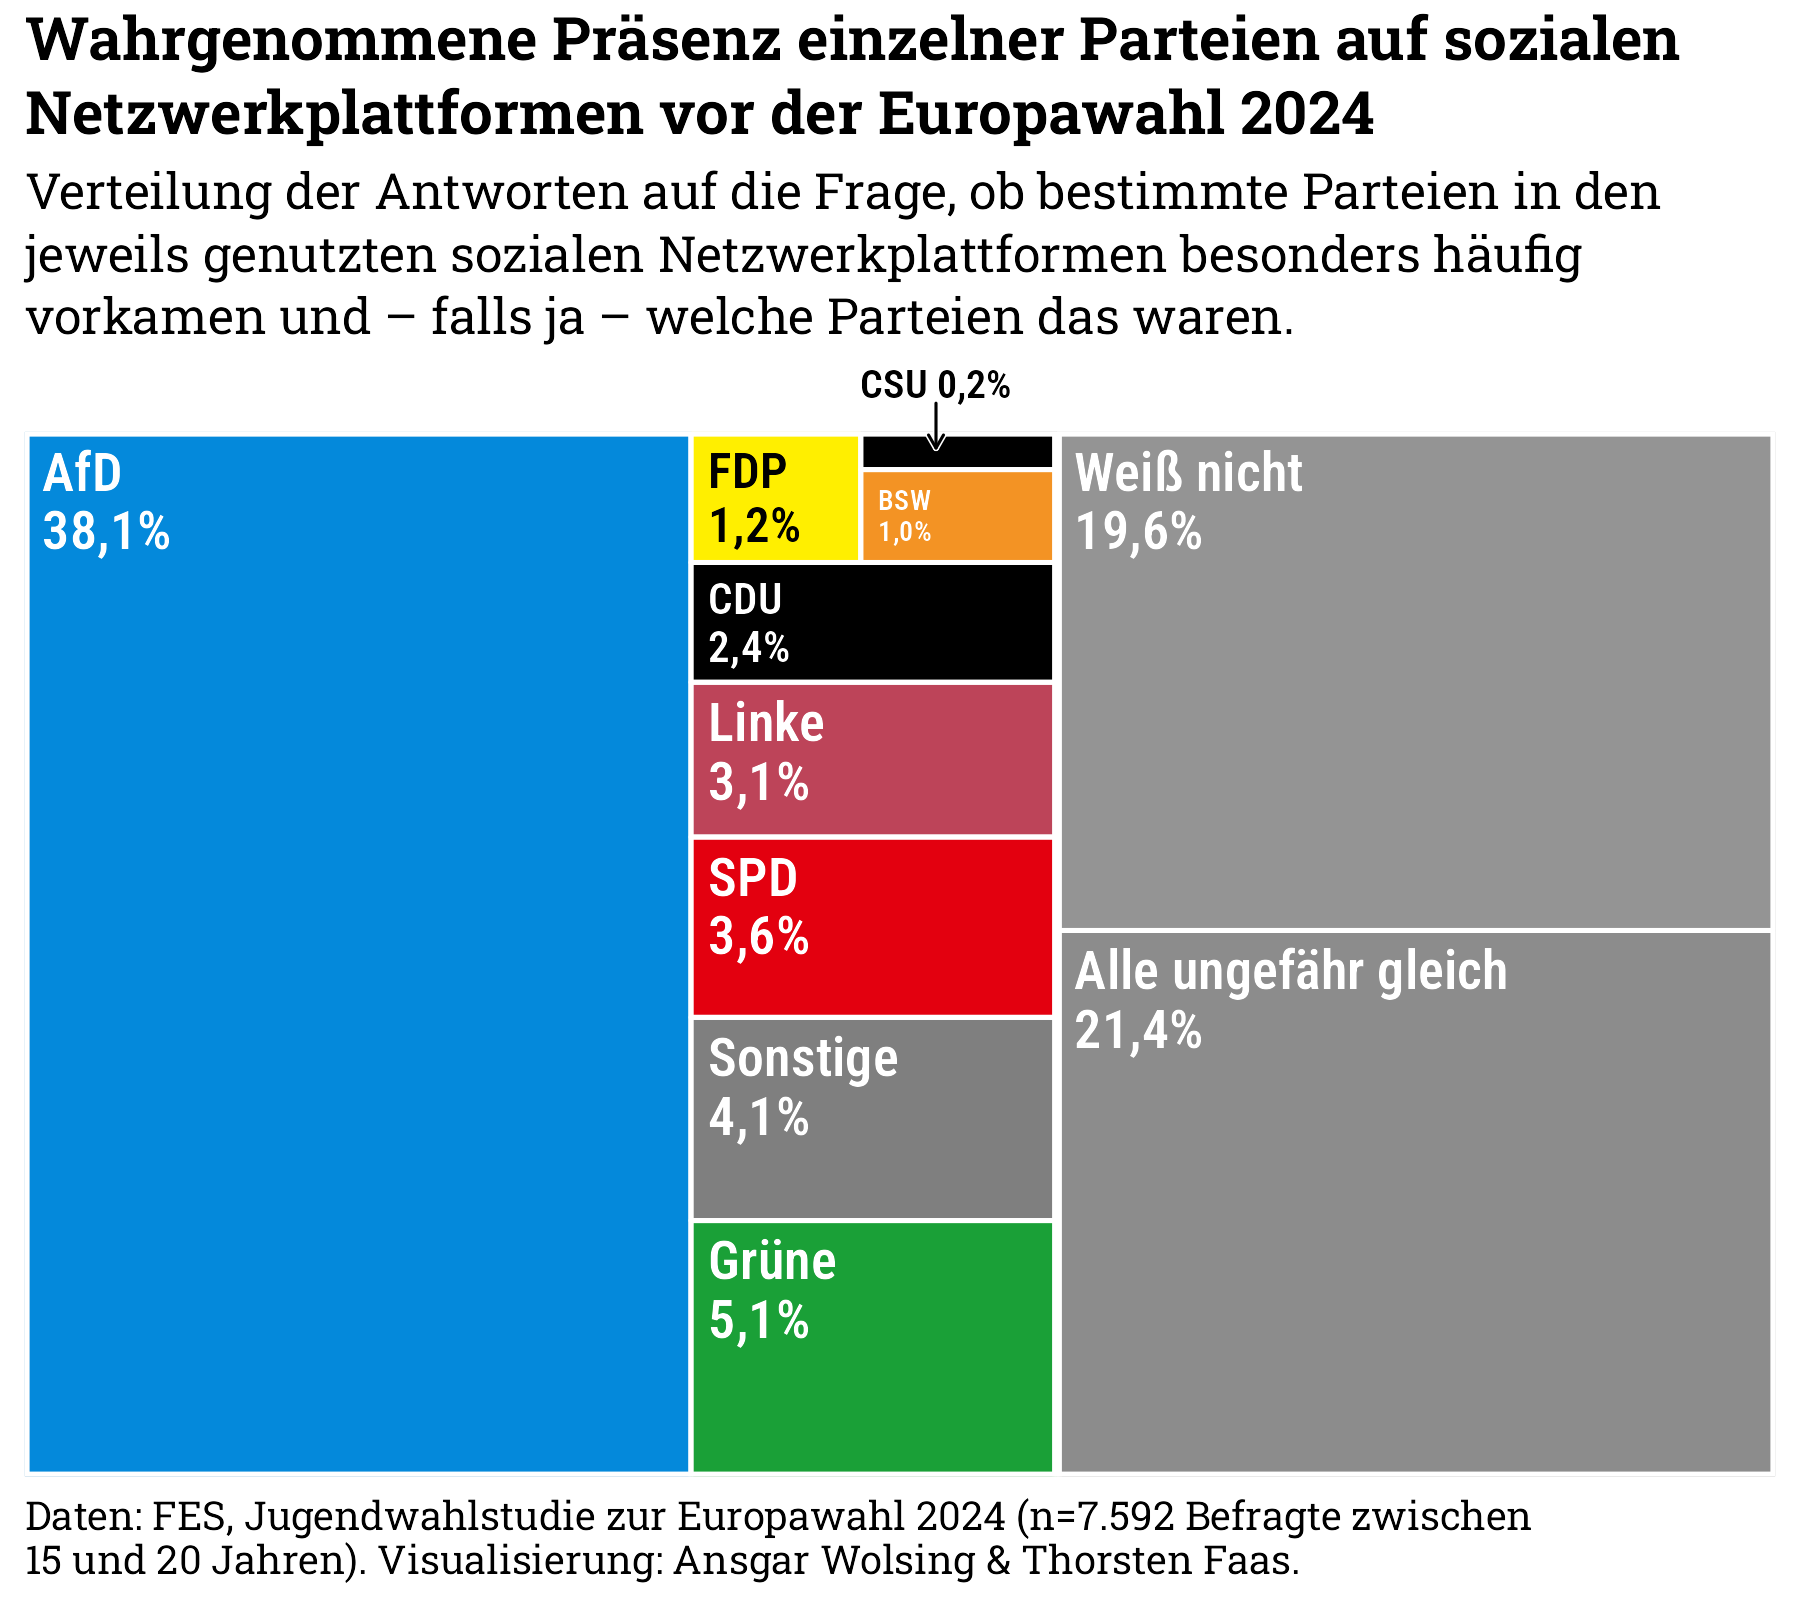 Wahrgenommene Präsenz einzelner Parteien auf sozialen
Netzwerkplattformen vor der Europawahl 2024
Verteilung der Antworten auf die Frage, ob bestimmte Parteien in den
jeweils genutzten sozialen Netzwerkplattformen besonders häufig
vorkamen und – falls ja – welche Parteien das waren.
CSU 0,2%
AfD
38,1%
FDP
1,2%
BSW
1,0%
CDU
2,4%
Linke
3,1%
SPD
3,6%
Sonstige
4,1%
Grüne
5,1%
Weiß nicht
19,6%
Alle ungefähr gleich
21,4%
Daten: FES, Jugendwahlstudie zur Europawahl 2024 (n=7.592 Befragte zwischen
15 und 20 Jahren). Visualisierung: Ansgar Wolsing & Thorsten Faas.